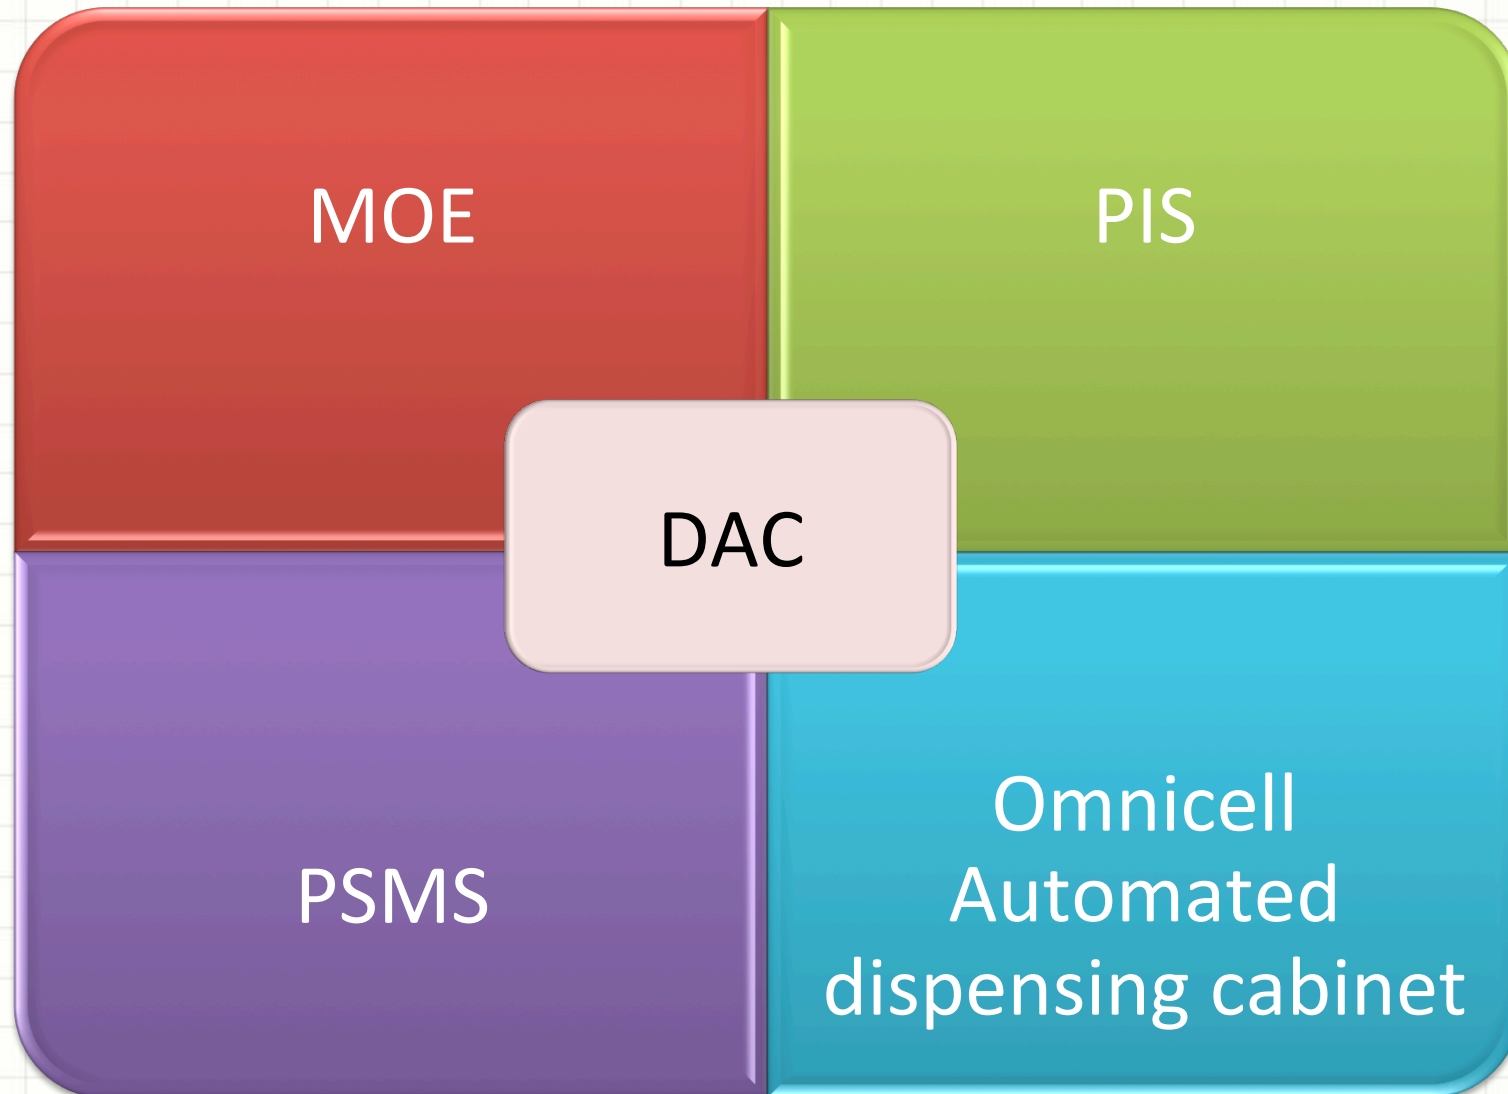 MOE
PIS
DAC
PSMS
Omnicell
Automated
dispensing cabinet